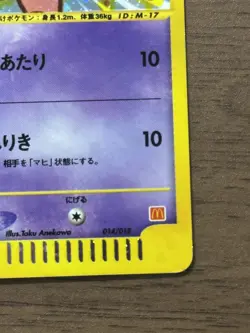 けポケモン：身長1.2m、体重36kg ID:M-17
あたり 10
りき 10
相手を「マヒ」状態にする。
にげる
Illus.Taku Anekawa 014/018